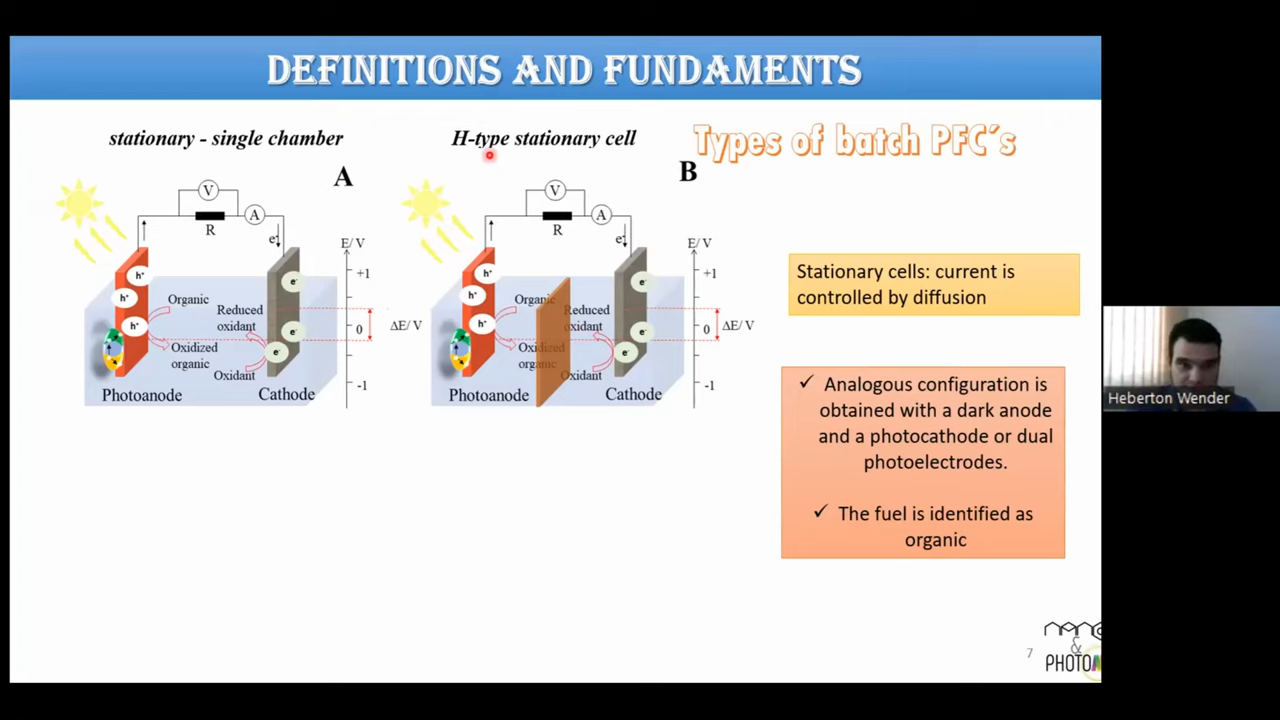 DEFINITIONS AND FUNDAMENTS
stationary - single chamber
H-type stationary cell
Types of batch PFC´s
A
B
V
A
R
e-
E/ V
+1
0
-1
ΔE/ V
h+
h+
h+
e-
e-
e-
Organic
Reduced
oxidant
Oxidized
organic
Oxidant
Photoanode
Cathode
V
A
R
e-
E/ V
+1
0
-1
ΔE/ V
h+
h+
h+
e-
e-
e-
Organic
Reduced
oxidant
Oxidized
organic
Oxidant
Photoanode
Cathode
Stationary cells: current is
controlled by diffusion
✓ Analogous configuration is
obtained with a dark anode
and a photocathode or dual
photoelectrodes.
✓ The fuel is identified as
organic
Heberton Wender
7
&